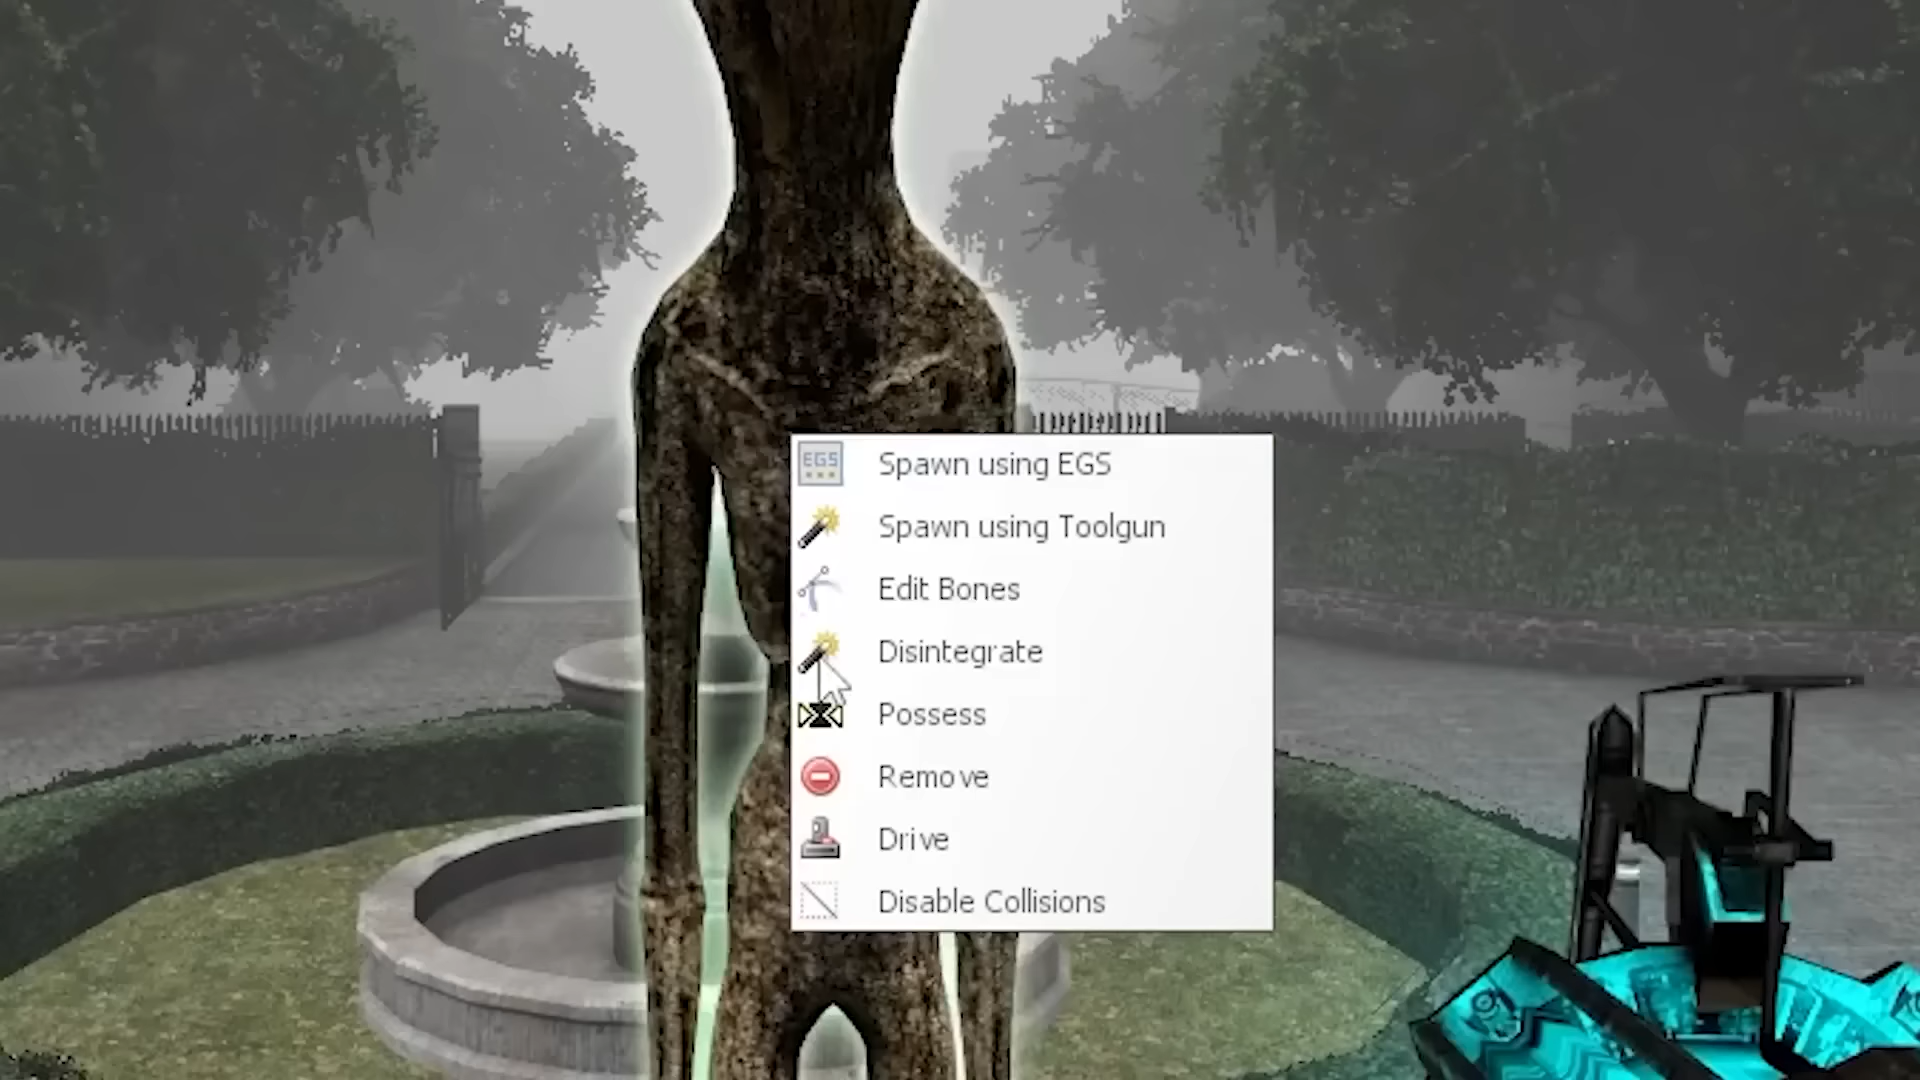 EGS Spawn using EGS
Spawn using Toolgun
Edit Bones
Disintegrate
Possess
Remove
Drive
Disable Collisions